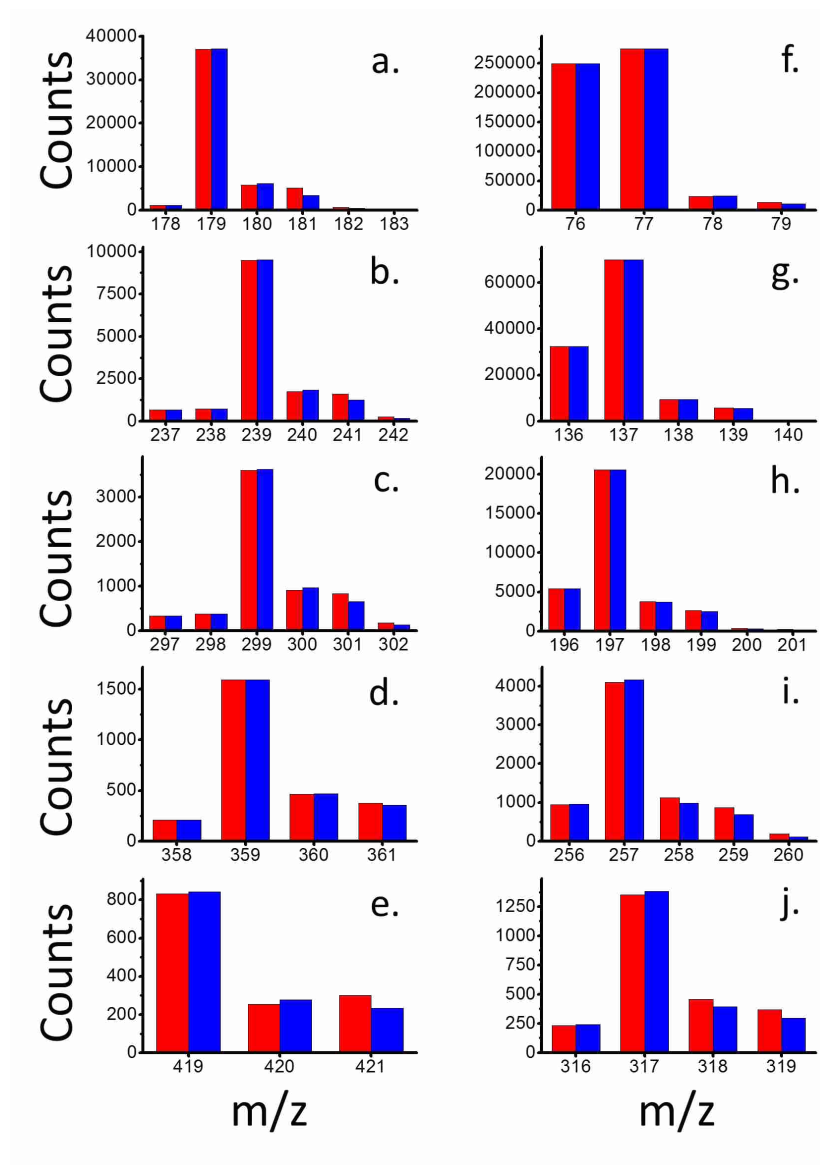 a.
Counts
40000
30000
20000
10000
0
178 179 180 181 182 183
f.
250000
200000
150000
100000
50000
0
76 77 78 79
b.
Counts
10000
7500
5000
2500
0
237 238 239 240 241 242
g.
60000
40000
20000
0
136 137 138 139 140
c.
Counts
3000
2000
1000
0
297 298 299 300 301 302
h.
20000
15000
10000
5000
0
196 197 198 199 200 201
d.
Counts
1500
1000
500
0
358 359 360 361
i.
4000
3000
2000
1000
0
256 257 258 259 260
e.
Counts
800
600
400
200
0
419 420 421
m/z
j.
1250
1000
750
500
250
0
316 317 318 319
m/z